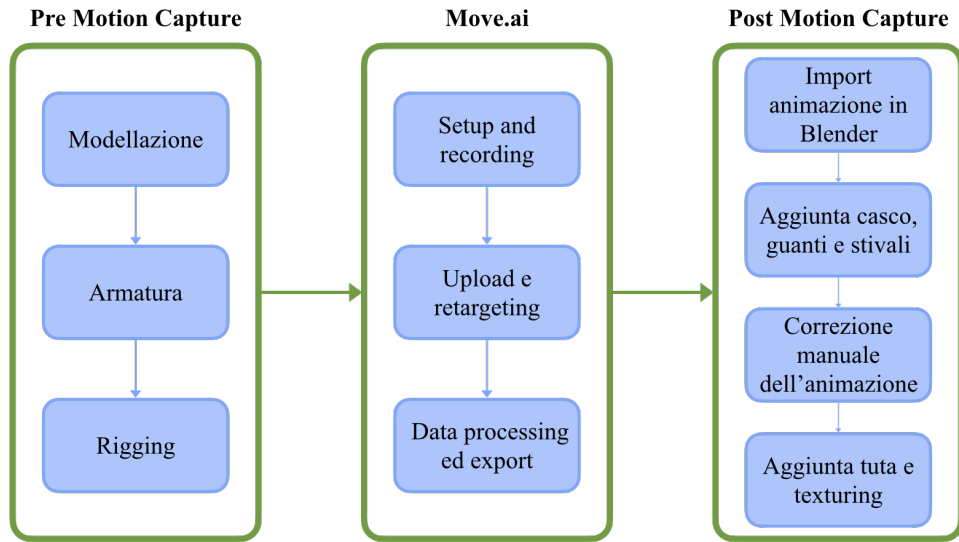 Pre Motion Capture
Modellazione
Armatura
Rigging
Move.ai
Setup and
recording
Upload e
retargeting
Data processing
ed export
Post Motion Capture
Import
animazione in
Blender
Aggiunta casco,
guanti e stivali
Correzione
manuale
dell’animazione
Aggiunta tuta e
texturing